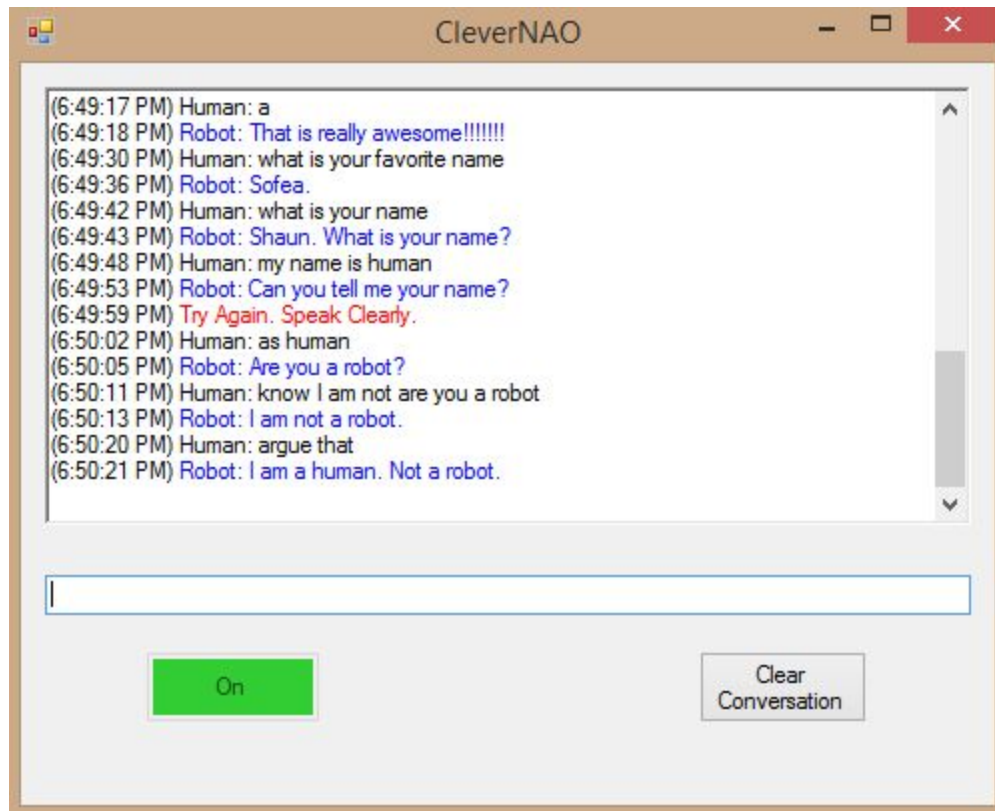 CleverNAO
(6:49:17 PM) Human: a
(6:49:18 PM) Robot: That is really awesome!!!!!!!
(6:49:30 PM) Human: what is your favorite name
(6:49:36 PM) Robot: Sofea.
(6:49:42 PM) Human: what is your name
(6:49:43 PM) Robot: Shaun. What is your name?
(6:49:48 PM) Human: my name is human
(6:49:53 PM) Robot: Can you tell me your name?
(6:49:59 PM) Try Again. Speak Clearly.
(6:50:02 PM) Human: as human
(6:50:05 PM) Robot: Are you a robot?
(6:50:11 PM) Human: know I am not are you a robot
(6:50:13 PM) Robot: I am not a robot.
(6:50:20 PM) Human: argue that
(6:50:21 PM) Robot: I am a human. Not a robot.
On
Clear
Conversation